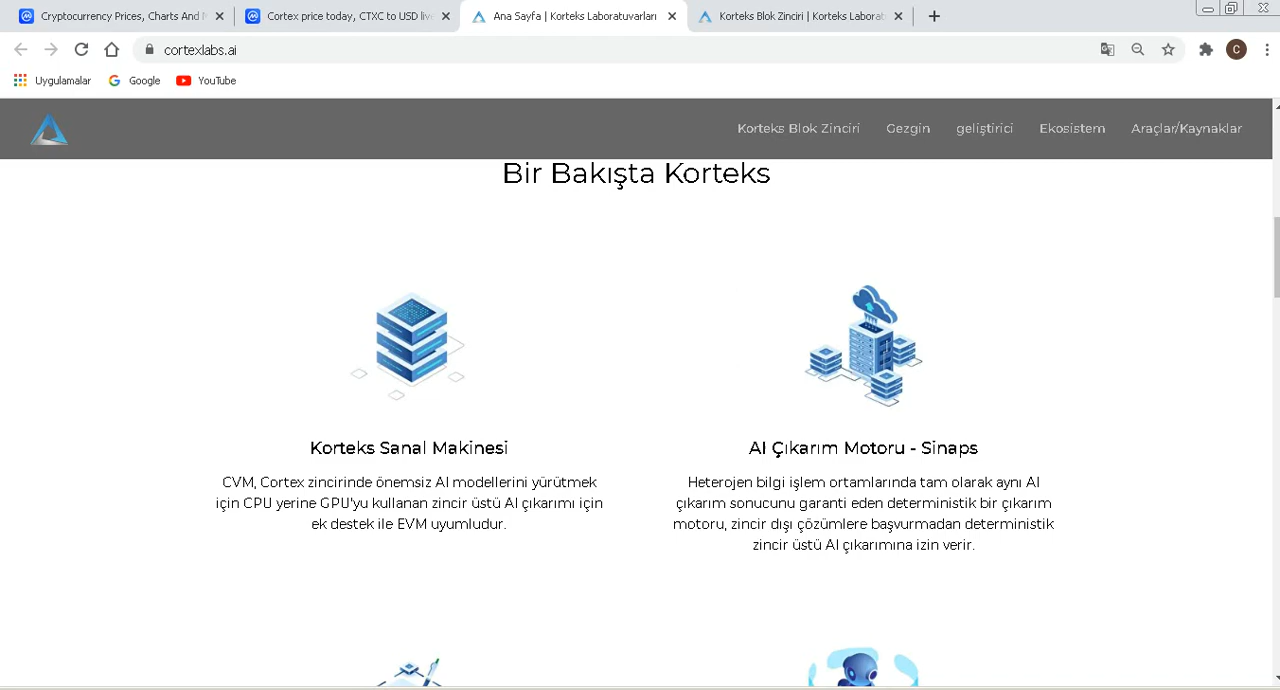 Cryptocurrency Prices, Charts And M
Cortex price today, CTXC to USD live
Ana Sayfa | Korteks Laboratuvarları
Korteks Blok Zinciri | Korteks Laborat
cortexlabs.ai
C
Uygulamalar
Google
YouTube
Korteks Blok Zinciri
Gezgin
geliştirici
Ekosistem
Araçlar/Kaynaklar
Bir Bakışta Korteks
Korteks Sanal Makinesi
CVM, Cortex zincirinde önemsiz AI modellerini yürütmek
için CPU yerine GPU'yu kullanan zincir üstü AI çıkarımı için
ek destek ile EVM uyumludur.
AI Çıkarım Motoru - Sinaps
Heterojen bilgi işlem ortamlarında tam olarak aynı AI
çıkarım sonucunu garanti eden deterministik bir çıkarım
motoru, zincir dışı çözümlere başvurmadan deterministik
zincir üstü AI çıkarımına izin verir.